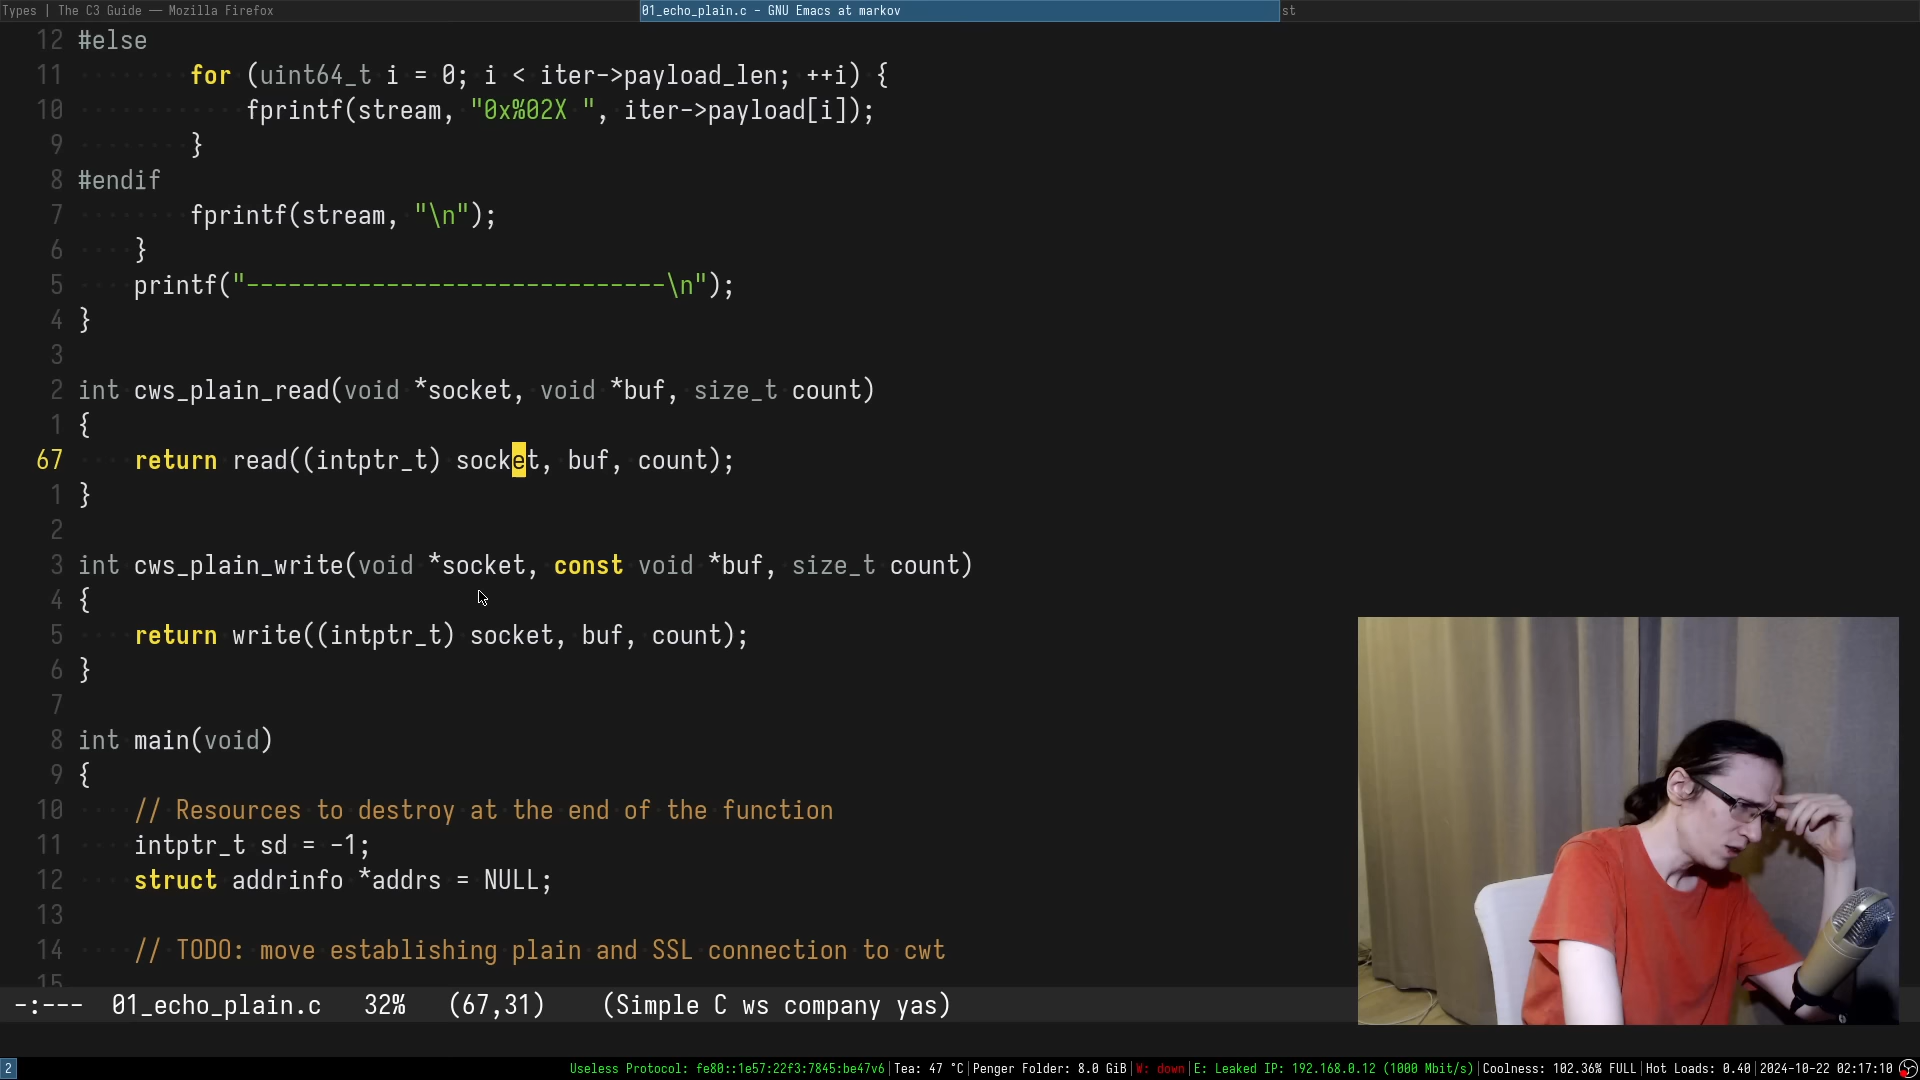 Types | The C3 Guide — Mozilla Firefox
01_echo_plain.c - GNU Emacs at markov
st
12 #else
11 for (uint64_t i = 0; i < iter->payload_len; ++i) {
10 fprintf(stream, "0x%02X ", iter->payload[i]);
9 }
8 #endif
7 fprintf(stream, "\n");
6 }
5 printf("------------------------------\n");
4 }
3
2 int cws_plain_read(void *socket, void *buf, size_t count)
1 {
67 return read((intptr_t) socket, buf, count);
1 }
2
3 int cws_plain_write(void *socket, const void *buf, size_t count)
4 {
5 return write((intptr_t) socket, buf, count);
6 }
7
8 int main(void)
9 {
10 // Resources to destroy at the end of the function
11 intptr_t sd = -1;
12 struct addrinfo *addrs = NULL;
13
14 // TODO: move establishing plain and SSL connection to cwt
15
-:--- 01_echo_plain.c 32% (67,31) (Simple C ws company yas)
2 Useless Protocol: fe80::1e57:22f3:7845:be47v6|Tea: 47 °C|Penger Folder: 8.0 GiB|W: down|E: Leaked IP: 192.168.0.12 (1000 Mbit/s)|Coolness: 102.36% FULL|Hot Loads: 0.40|2024-10-22 02:17:10